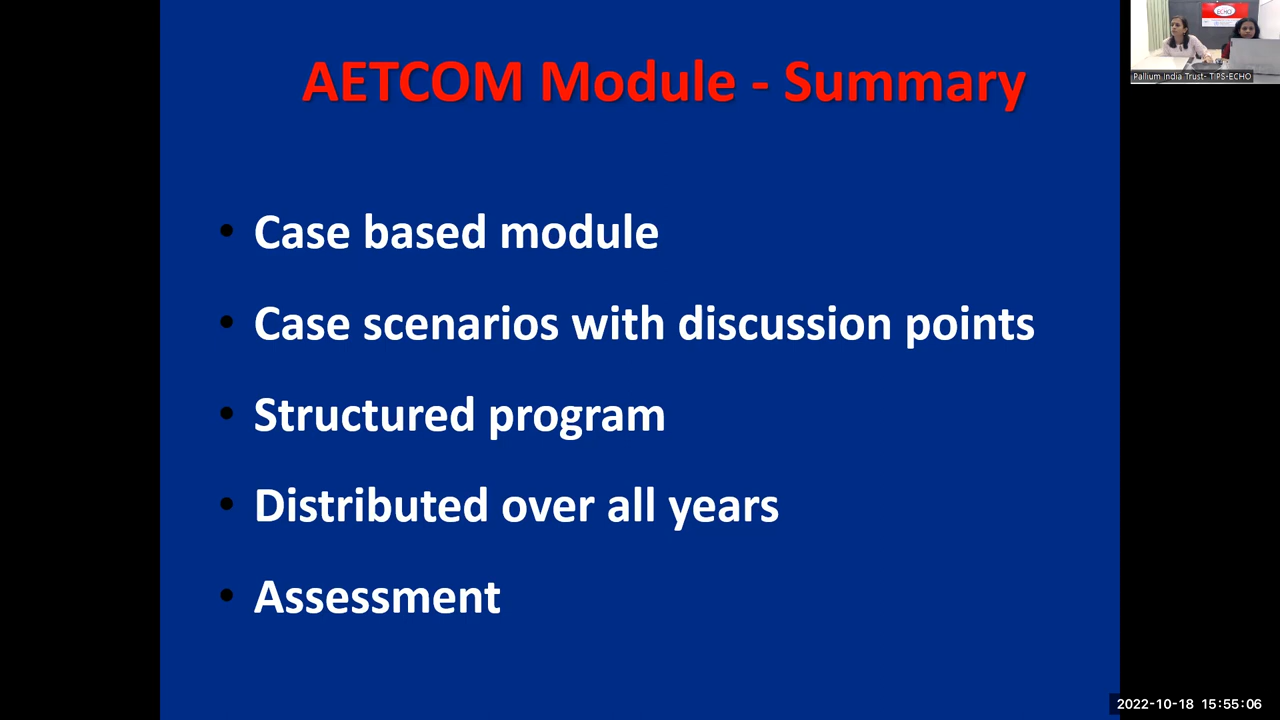 AETCOM Module - Summary
• Case based module
• Case scenarios with discussion points
• Structured program
• Distributed over all years
• Assessment
ECHO
Pallium India Trust- TIPS-ECHO
2022-10-18 15:55:06